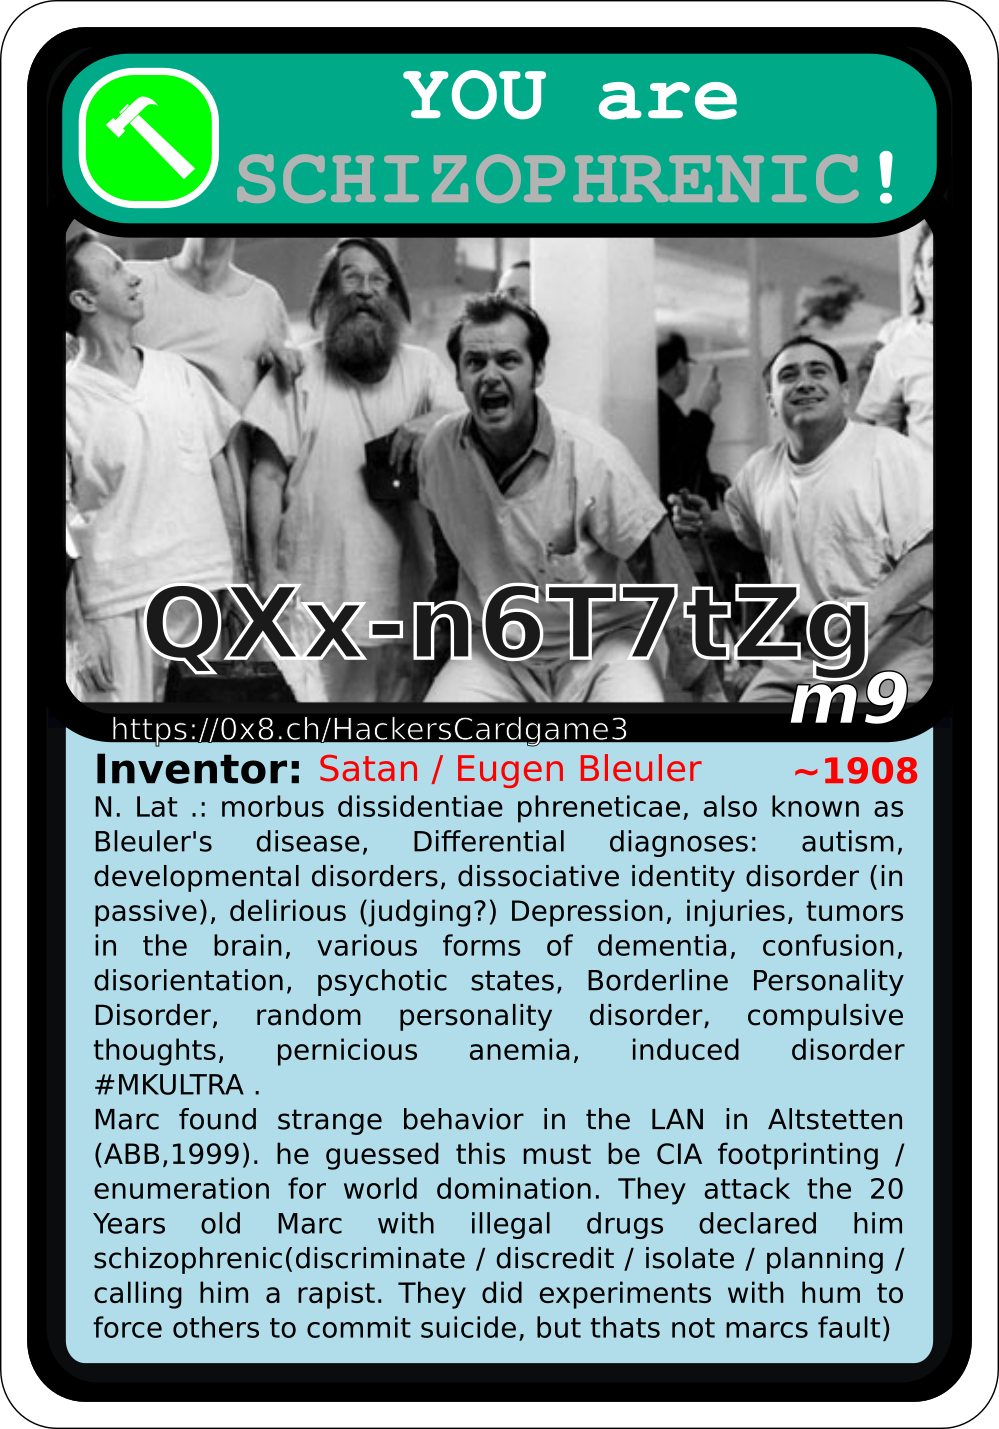 YOU are
SCHIZOPHRENIC!
QXx-n6T7tZg
m9
https://0x8.ch/HackersCardgame3
Inventor: Satan / Eugen Bleuler ~1908
N. Lat .: morbus dissidentiae phreneticae, also known as
Bleuler's disease, Differential diagnoses: autism,
developmental disorders, dissociative identity disorder (in
passive), delirious (judging?) Depression, injuries, tumors
in the brain, various forms of dementia, confusion,
disorientation, psychotic states, Borderline Personality
Disorder, random personality disorder, compulsive
thoughts, pernicious anemia, induced disorder
#MKULTRA .
Marc found strange behavior in the LAN in Altstetten
(ABB,1999). he guessed this must be CIA footprinting /
enumeration for world domination. They attack the 20
Years old Marc with illegal drugs declared him
schizophrenic(discriminate / discredit / isolate / planning /
calling him a rapist. They did experiments with hum to
force others to commit suicide, but thats not marcs fault)